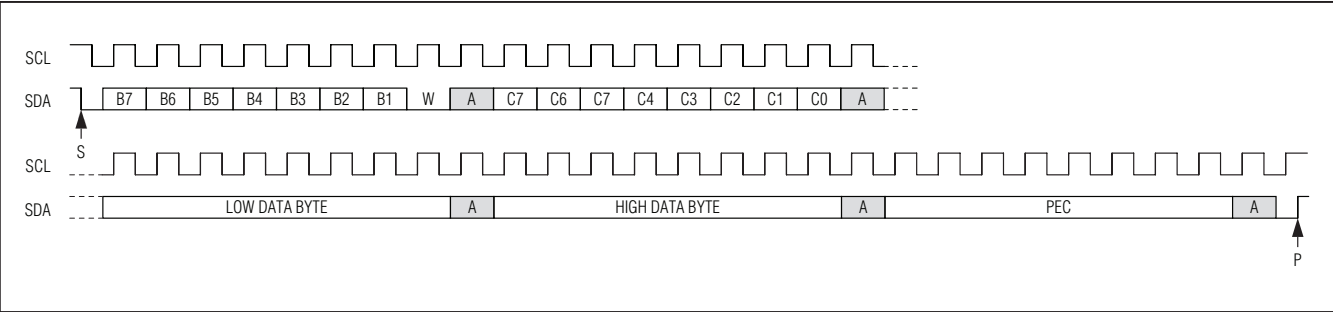 SCL
SDA B7 B6 B5 B4 B3 B2 B1 W A C7 C6 C7 C4 C3 C2 C1 C0 A
S
SCL
SDA LOW DATA BYTE A HIGH DATA BYTE A PEC A
P